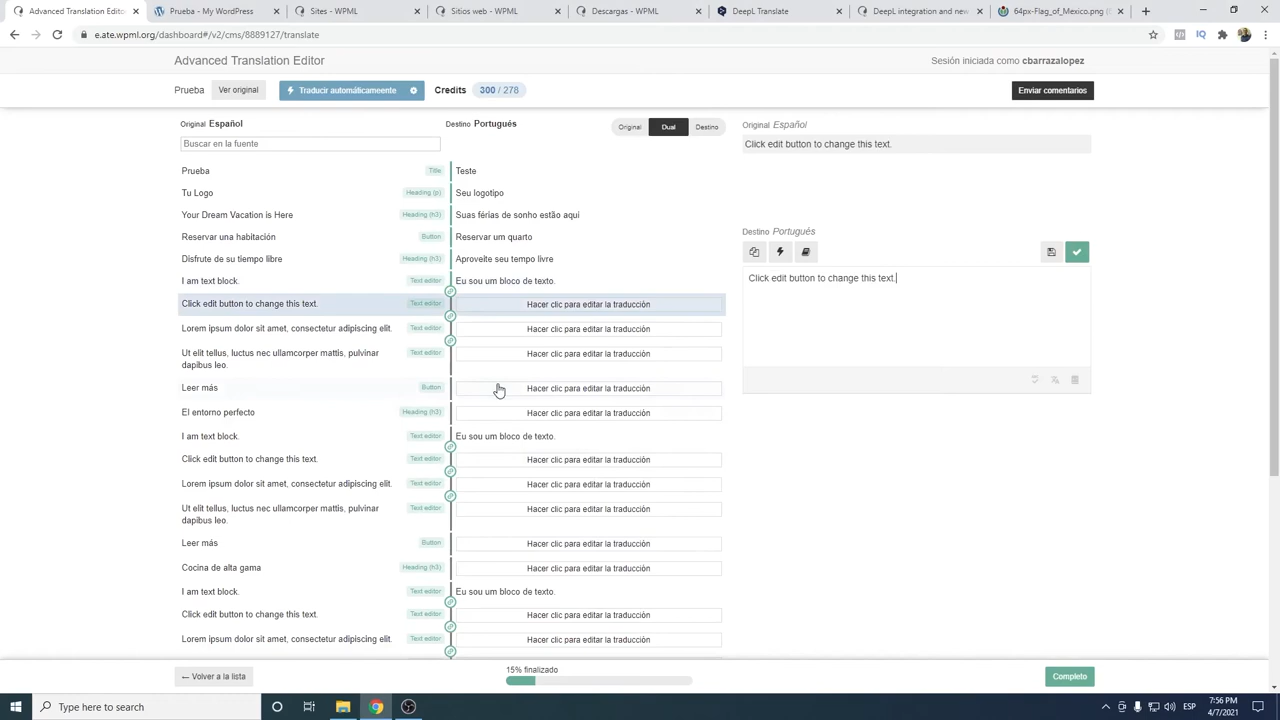 Advanced Translation Editor
Prueba - My WordPress
Sites - WPML
Sitios web - WPML
Descargas - WPML
DeepL Translate
DeepL integration and new
64px-Flag_of_Mexico.png
e.ate.wpml.org/dashboard#/v2/cms/8889127/translate
Advanced Translation Editor
Sesión iniciada como cbarrazalopez
Prueba
Ver original
Traducir automáticamente
Credits
300 / 278
Enviar comentarios
Original Español
Destino Portugués
Original
Dual
Destino
Buscar en la fuente
Prueba Title Teste
Tu Logo Heading (p) Seu logotipo
Your Dream Vacation is Here Heading (h3) Suas férias de sonho estão aqui
Reservar una habitación Button Reservar um quarto
Disfrute de su tiempo libre Heading (h3) Aproveite seu tempo livre
I am text block. Text editor Eu sou um bloco de texto.
Click edit button to change this text. Text editor Hacer clic para editar la traducción
Lorem ipsum dolor sit amet, consectetur adipiscing elit. Text editor Hacer clic para editar la traducción
Ut elit tellus, luctus nec ullamcorper mattis, pulvinar Text editor Hacer clic para editar la traducción
dapibus leo.
Leer más Button Hacer clic para editar la traducción
El entorno perfecto Heading (h3) Hacer clic para editar la traducción
I am text block. Text editor Eu sou um bloco de texto.
Click edit button to change this text. Text editor Hacer clic para editar la traducción
Lorem ipsum dolor sit amet, consectetur adipiscing elit. Text editor Hacer clic para editar la traducción
Ut elit tellus, luctus nec ullamcorper mattis, pulvinar Text editor Hacer clic para editar la traducción
dapibus leo.
Leer más Button Hacer clic para editar la traducción
Cocina de alta gama Heading (h3) Hacer clic para editar la traducción
I am text block. Text editor Eu sou um bloco de texto.
Click edit button to change this text. Text editor Hacer clic para editar la traducción
Lorem ipsum dolor sit amet, consectetur adipiscing elit. Text editor Hacer clic para editar la traducción
Original Español
Click edit button to change this text.
Destino Portugués
Click edit button to change this text.
← Volver a la lista
15% finalizado
Completo
Type here to search
ESP
7:56 PM
4/7/2021